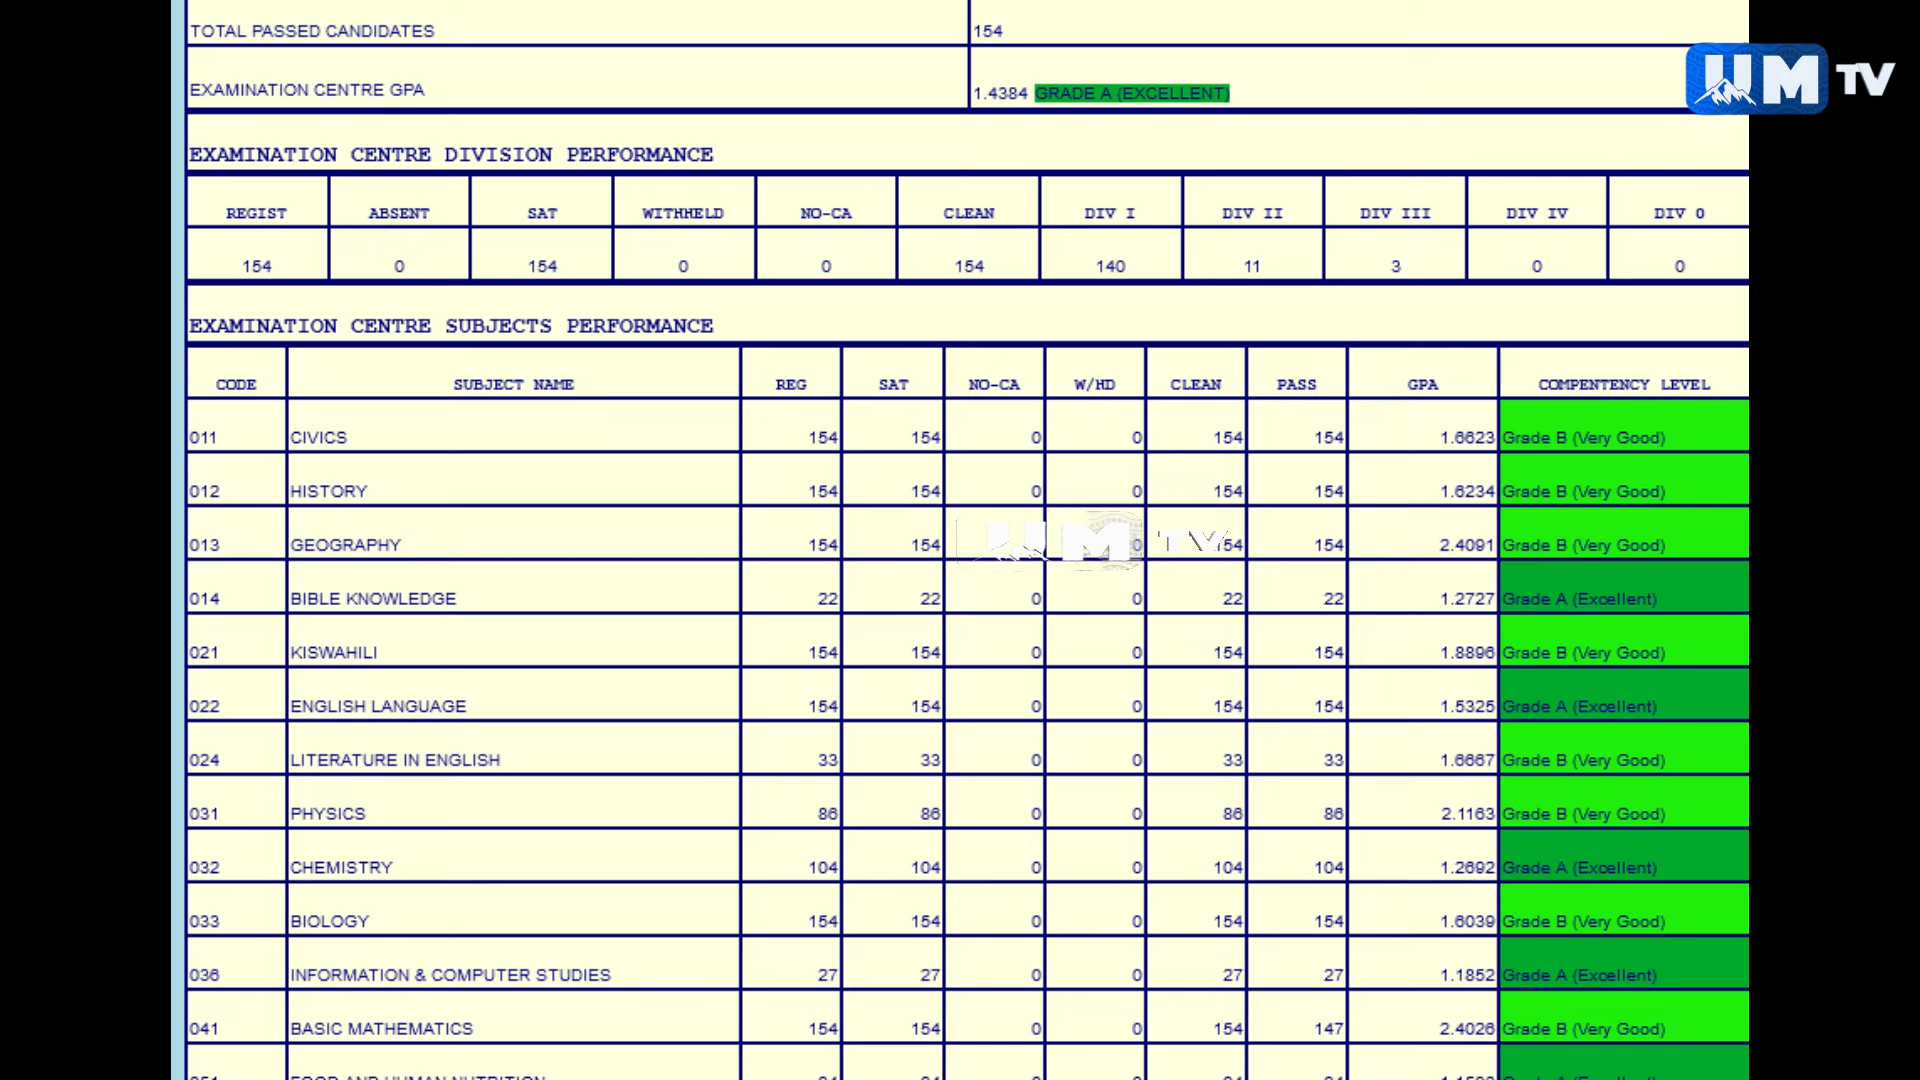 TOTAL PASSED CANDIDATES 154
UM TV
EXAMINATION CENTRE GPA 1.4384 GRADE A (EXCELLENT)
EXAMINATION CENTRE DIVISION PERFORMANCE
REGIST ABSENT SAT WITHHELD NO-CA CLEAN DIV I DIV II DIV III DIV IV DIV 0
154 0 154 0 0 154 140 11 3 0 0
EXAMINATION CENTRE SUBJECTS PERFORMANCE
CODE SUBJECT NAME REG SAT NO-CA W/HD CLEAN PASS GPA COMPENTENCY LEVEL
011 CIVICS 154 154 0 0 154 154 1.6623 Grade B (Very Good)
012 HISTORY 154 154 0 0 154 154 1.6234 Grade B (Very Good)
013 GEOGRAPHY 154 154 0 154 154 2.4091 Grade B (Very Good)
UM TV
014 BIBLE KNOWLEDGE 22 22 0 0 22 22 1.2727 Grade A (Excellent)
021 KISWAHILI 154 154 0 0 154 154 1.8896 Grade B (Very Good)
022 ENGLISH LANGUAGE 154 154 0 0 154 154 1.5325 Grade A (Excellent)
024 LITERATURE IN ENGLISH 33 33 0 0 33 33 1.6667 Grade B (Very Good)
031 PHYSICS 86 86 0 0 86 86 2.1163 Grade B (Very Good)
032 CHEMISTRY 104 104 0 0 104 104 1.2692 Grade A (Excellent)
033 BIOLOGY 154 154 0 0 154 154 1.6039 Grade B (Very Good)
036 INFORMATION & COMPUTER STUDIES 27 27 0 0 27 27 1.1852 Grade A (Excellent)
041 BASIC MATHEMATICS 154 154 0 0 154 147 2.4026 Grade B (Very Good)
FOOD AND HUMAN NUTRITION